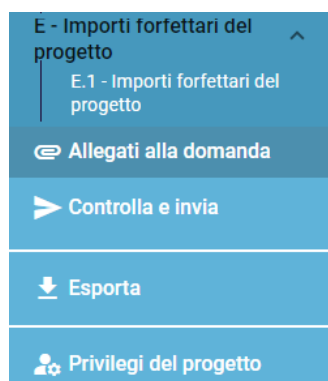 E - Importi forfettari del
progetto
E.1 - Importi forfettari del
progetto
Allegati alla domanda
Controlla e invia
Esporta
Privilegi del progetto